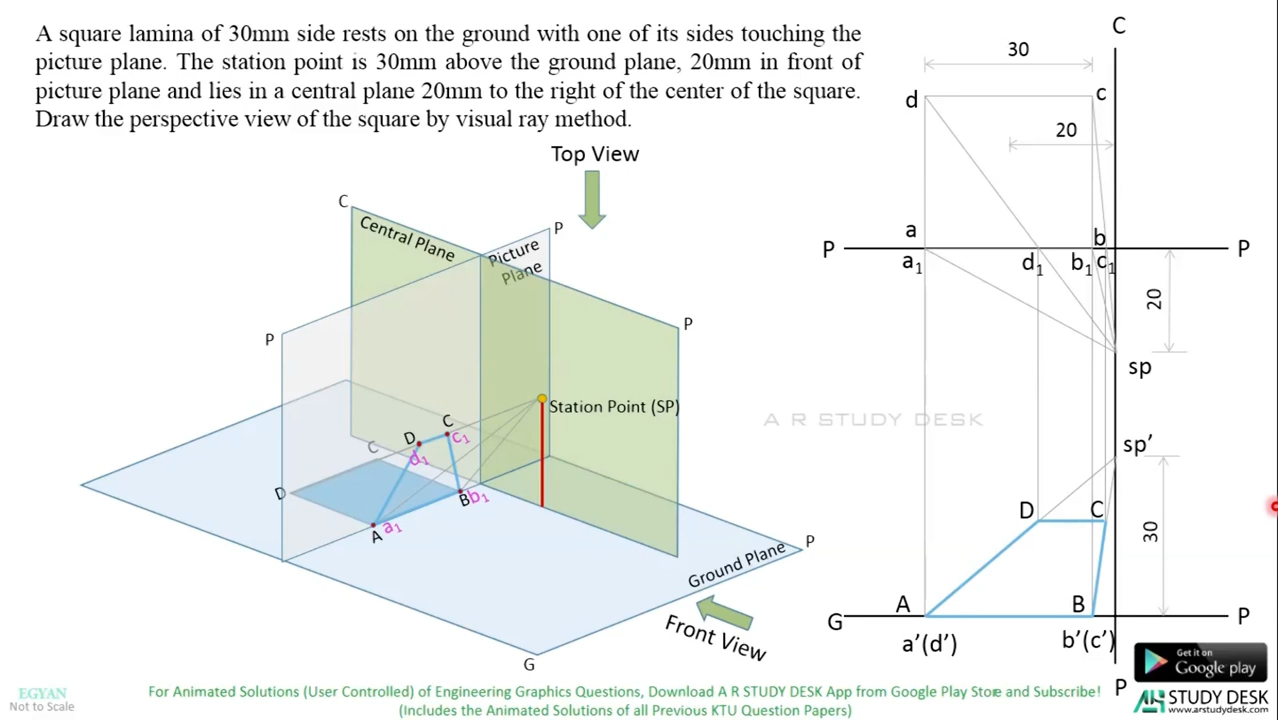 A square lamina of 30mm side rests on the ground with one of its sides touching the
picture plane. The station point is 30mm above the ground plane, 20mm in front of
picture plane and lies in a central plane 20mm to the right of the center of the square.
Draw the perspective view of the square by visual ray method.
Top View
C
Central Plane
P
Picture
Plane
P
P
Station Point (SP)
C
c₁
D
d₁
C
D
B
b₁
A
a₁
Ground Plane
P
Front View
G
C
30
d
c
20
a
b
P
P
a₁
d₁
b₁
c₁
20
sp
A R STUDY DESK
sp'
D
C
30
A
B
G
P
a'(d')
b'(c')
P
GET IT ON
Google play
EGYAN
Not to Scale
For Animated Solutions (User Controlled) of Engineering Graphics Questions, Download A R STUDY DESK App from Google Play Store and Subscribe!
(Includes the Animated Solutions of all Previous KTU Question Papers)
AR STUDY DESK
www.arstudydesk.com